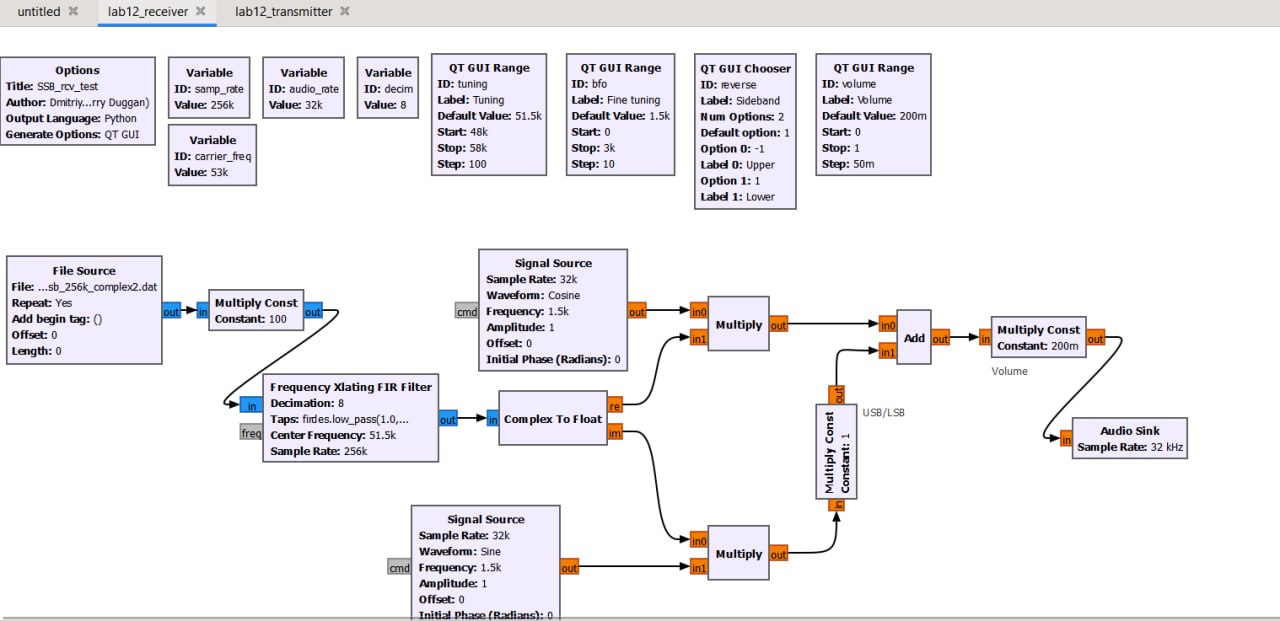 untitled
lab12_receiver
lab12_transmitter
Options
Title: SSB_rcv_test
Author: Dmitriy...rry Duggan)
Output Language: Python
Generate Options: QT GUI
Variable
ID: samp_rate
Value: 256k
Variable
ID: audio_rate
Value: 32k
Variable
ID: decim
Value: 8
QT GUI Range
ID: tuning
Label: Tuning
Default Value: 51.5k
Start: 48k
Stop: 58k
Step: 100
QT GUI Range
ID: bfo
Label: Fine tuning
Default Value: 1.5k
Start: 0
Stop: 3k
Step: 10
QT GUI Chooser
ID: reverse
Label: Sideband
Num Options: 2
Default option: 1
Option 0: -1
Label 0: Upper
Option 1: 1
Label 1: Lower
QT GUI Range
ID: volume
Label: Volume
Default Value: 200m
Start: 0
Stop: 1
Step: 50m
Variable
ID: carrier_freq
Value: 53k
File Source
File: ...sb_256k_complex2.dat
Repeat: Yes
Add begin tag: ()
Offset: 0
Length: 0
out
in
Multiply Const
Constant: 100
out
Signal Source
Sample Rate: 32k
Waveform: Cosine
Frequency: 1.5k
Amplitude: 1
Offset: 0
Initial Phase (Radians): 0
cmd
out
in0
in1
Multiply
out
in0
in1
Add
out
in
Multiply Const
Constant: 200m
out
Volume
in
freq
Frequency Xlating FIR Filter
Decimation: 8
Taps: firdes.low_pass(1.0,...
Center Frequency: 51.5k
Sample Rate: 256k
out
in
Complex To Float
re
im
out
Multiply Const
Constant: 1
in
USB/LSB
in
Audio Sink
Sample Rate: 32 kHz
Signal Source
Sample Rate: 32k
Waveform: Sine
Frequency: 1.5k
Amplitude: 1
Offset: 0
Initial Phase (Radians): 0
cmd
out
in0
in1
Multiply
out